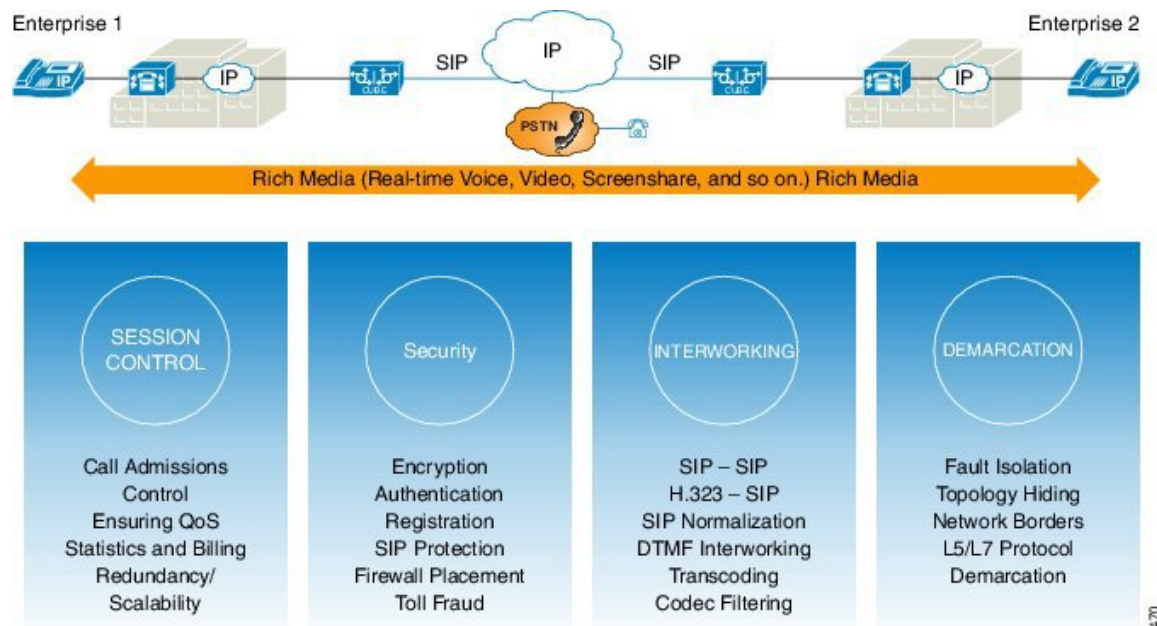 Enterprise 1
Enterprise 2
IP
IP
CUBE
SIP
IP
SIP
CUBE
IP
IP
PSTN
Rich Media (Real-time Voice, Video, Screenshare, and so on.) Rich Media
SESSION
CONTROL
Call Admissions
Control
Ensuring QoS
Statistics and Billing
Redundancy/
Scalability
Security
Encryption
Authentication
Registration
SIP Protection
Firewall Placement
Toll Fraud
INTERWORKING
SIP – SIP
H.323 – SIP
SIP Normalization
DTMF Interworking
Transcoding
Codec Filtering
DEMARCATION
Fault Isolation
Topology Hiding
Network Borders
L5/L7 Protocol
Demarcation